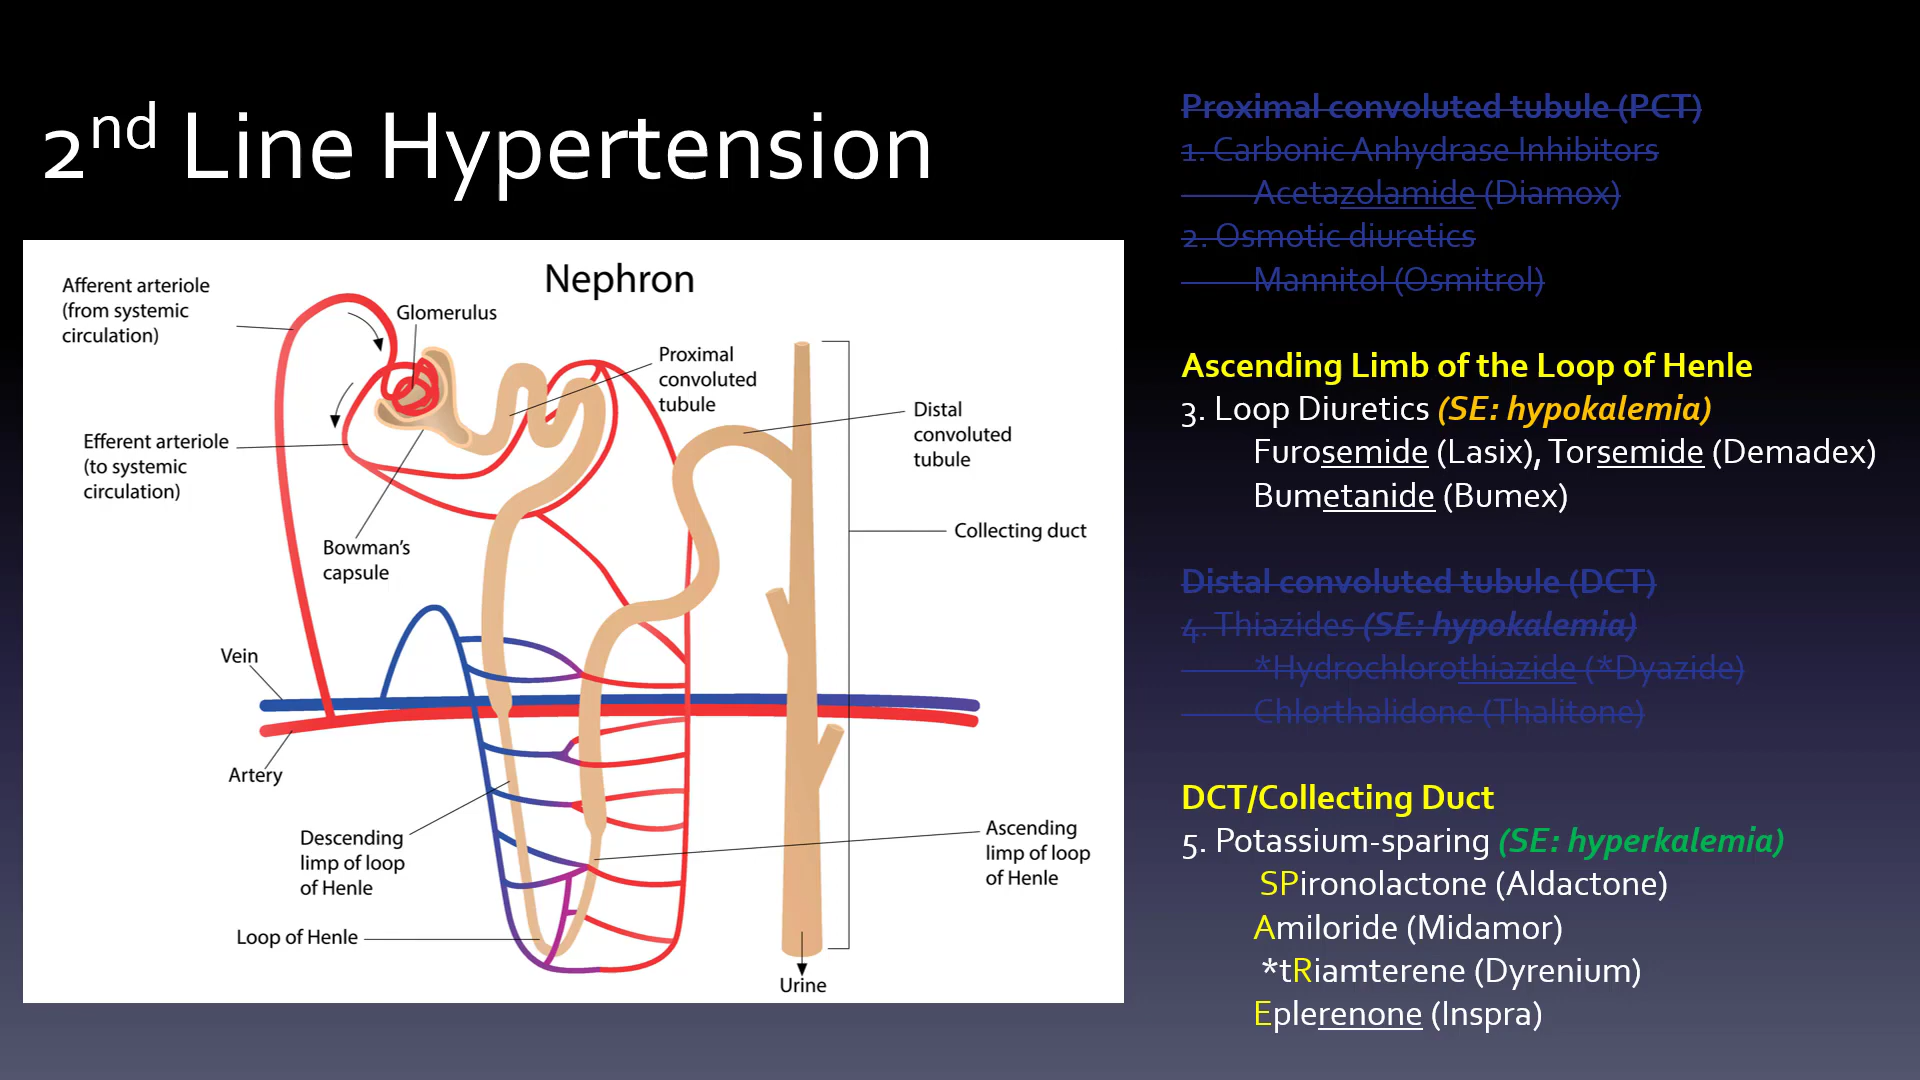 2nd Line Hypertension
Nephron
Afferent arteriole
(from systemic
circulation)
Glomerulus
Proximal
convoluted
tubule
Distal
convoluted
tubule
Efferent arteriole
(to systemic
circulation)
Collecting duct
Bowman's
capsule
Vein
Artery
Descending
limp of loop
of Henle
Ascending
limp of loop
of Henle
Loop of Henle
Urine
Proximal convoluted tubule (PCT)
1. Carbonic Anhydrase Inhibitors
Acetazolamide (Diamox)
2. Osmotic diuretics
Mannitol (Osmitrol)
Ascending Limb of the Loop of Henle
3. Loop Diuretics (SE: hypokalemia)
Furosemide (Lasix), Torsemide (Demadex)
Bumetanide (Bumex)
Distal convoluted tubule (DCT)
4. Thiazides (SE: hypokalemia)
*Hydrochlorothiazide (*Dyazide)
Chlorthalidone (Thalitone)
DCT/Collecting Duct
5. Potassium-sparing (SE: hyperkalemia)
SPironolactone (Aldactone)
Amiloride (Midamor)
*tRiamterene (Dyrenium)
Eplerenone (Inspra)